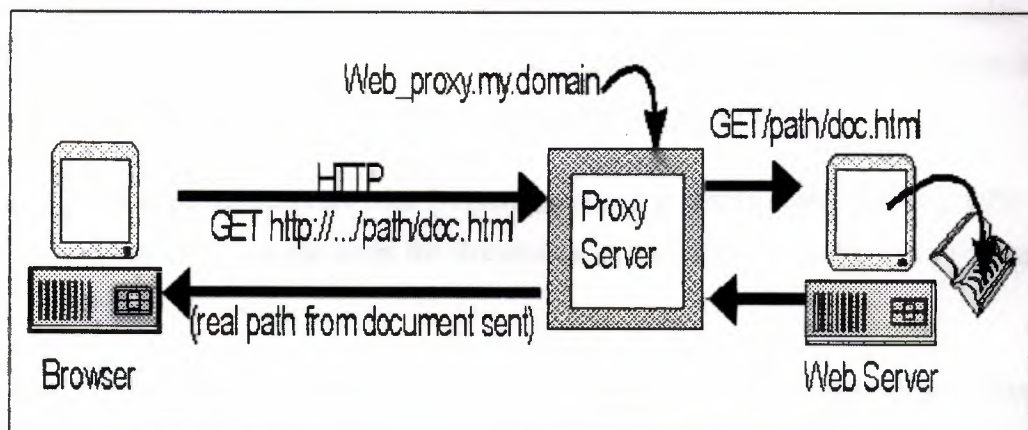 Web_proxy.my.domain
GET/path/doc.html
HTTP
GET http://.../path/doc.html
Proxy
Server
(real path from document sent)
Browser
Web Server